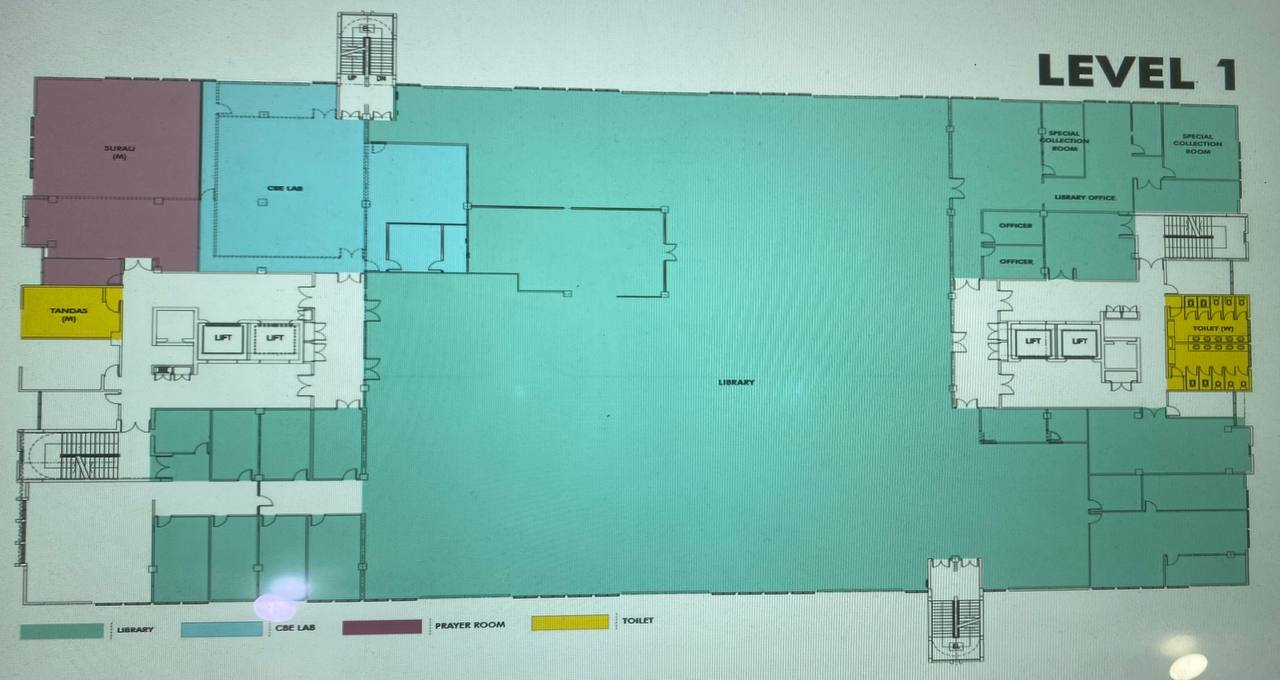 LEVEL 1
UP DN
SURAU
(M)
CBE LAB
SPECIAL
COLLECTION
ROOM
SPECIAL
COLLECTION
ROOM
LIBRARY OFFICE
OFFICER
OFFICER
TANDAS
(M)
LIFT LIFT
LIFT LIFT
TOILET (W)
LIBRARY
LIBRARY
CBE LAB
PRAYER ROOM
TOILET